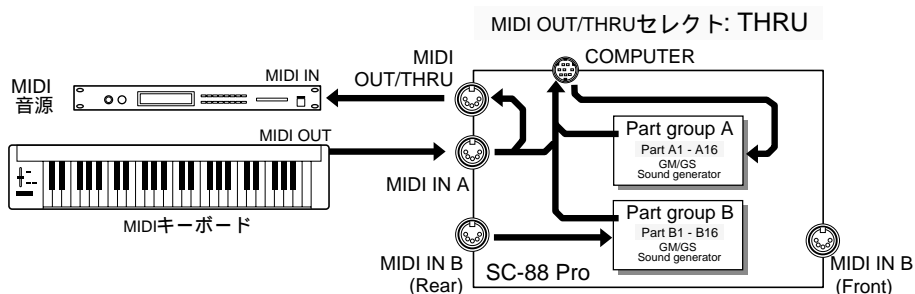 MIDI OUT/THRUセレクト: THRU
MIDI
OUT/THRU
COMPUTER
MIDI
音源
MIDI IN
MIDI OUT
MIDIキーボード
MIDI IN A
Part group A
Part A1 - A16
GM/GS
Sound generator
Part group B
Part B1 - B16
GM/GS
Sound generator
MIDI IN B
(Rear)
SC-88 Pro
MIDI IN B
(Front)